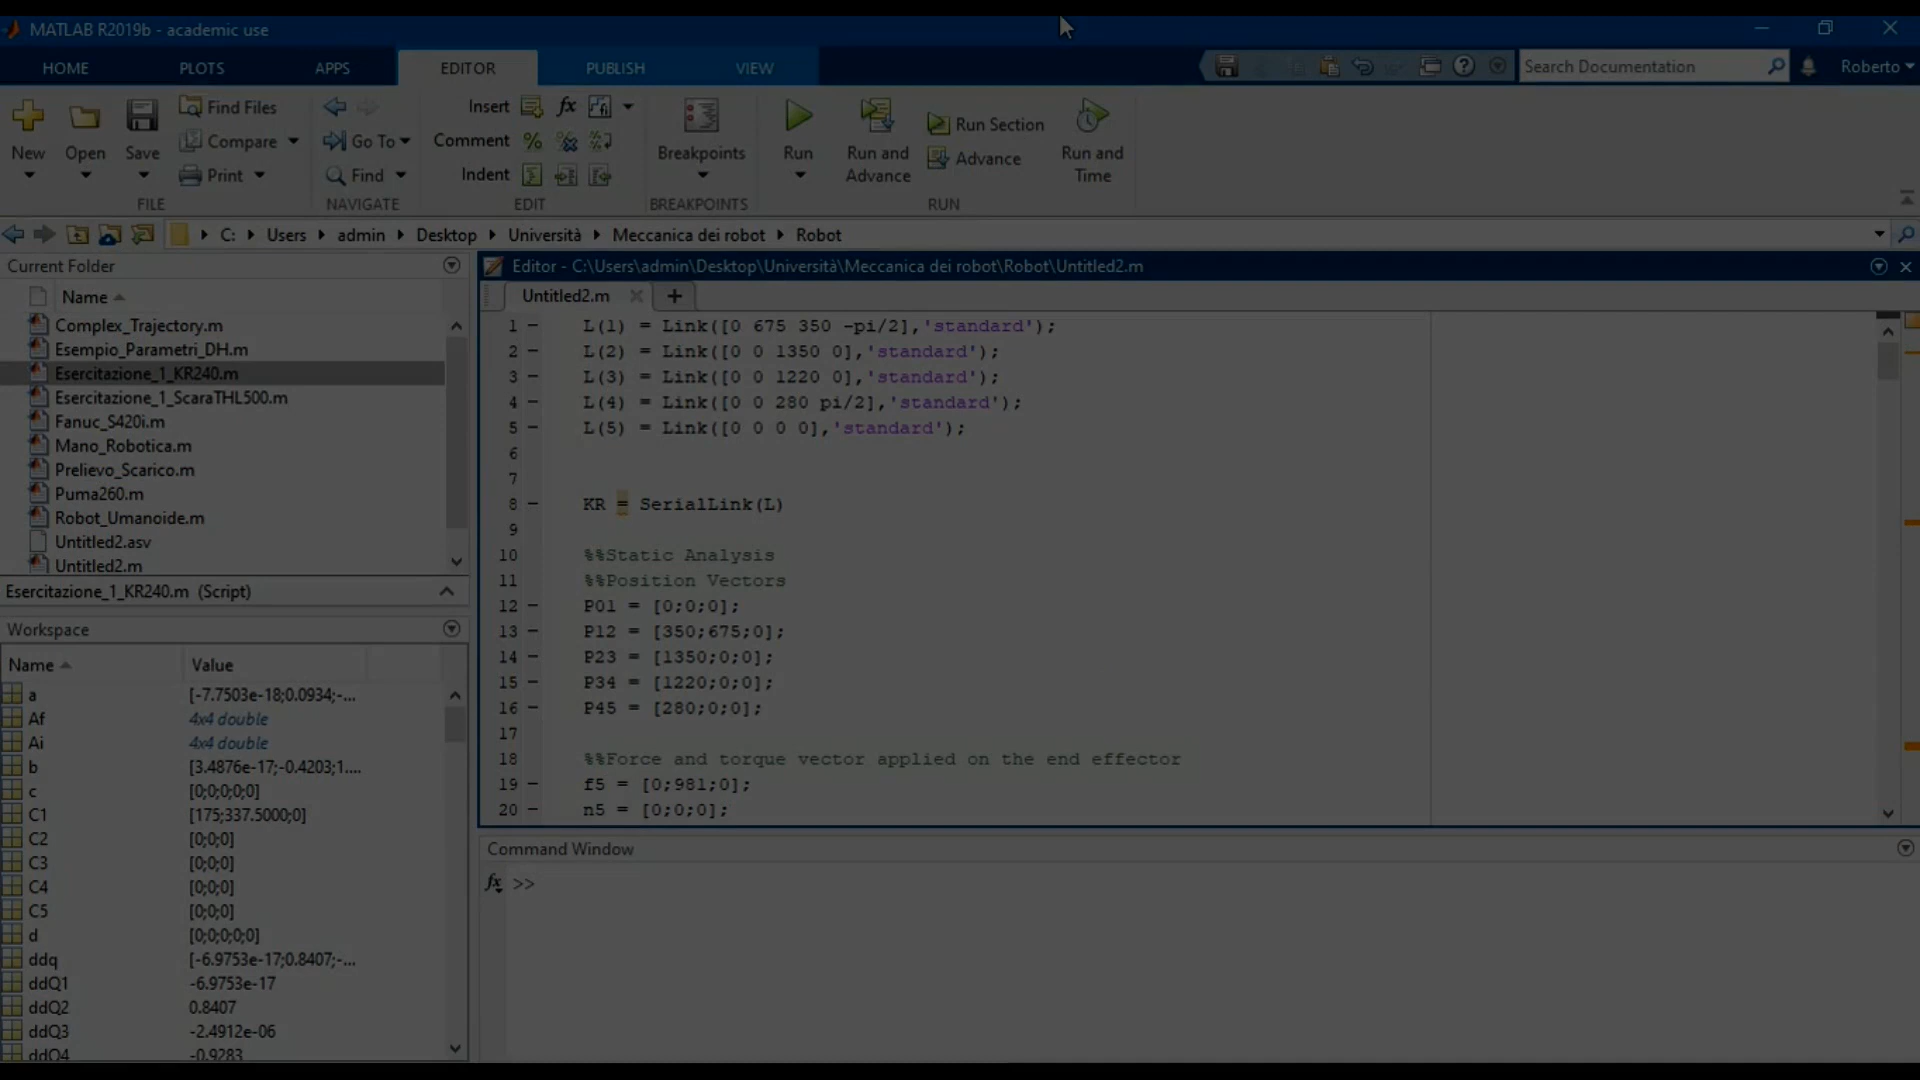 MATLAB R2019b - academic use
HOME PLOTS APPS EDITOR PUBLISH VIEW Search Documentation Roberto
New Open Save Find Files Compare Print
FILE
Go To Find
NAVIGATE
Insert fx
Comment
Indent
EDIT
Breakpoints
BREAKPOINTS
Run Run and Advance Run Section Advance Run and Time
RUN
C: Users admin Desktop Università Meccanica dei robot Robot
Current Folder
Name
Complex_Trajectory.m
Esempio_Parametri_DH.m
Esercitazione_1_KR240.m
Esercitazione_1_ScaraTHL500.m
Fanuc_S420i.m
Mano_Robotica.m
Prelievo_Scarico.m
Puma260.m
Robot_Umanoide.m
Untitled2.asv
Untitled2.m
Esercitazione_1_KR240.m (Script)
Workspace
Name Value
a [-7.7503e-18;0.0934;-...
Af 4x4 double
Ai 4x4 double
b [3.4876e-17;-0.4203;1....
c [0;0;0;0;0]
C1 [175;337.5000;0]
C2 [0;0;0]
C3 [0;0;0]
C4 [0;0;0]
C5 [0;0;0]
d [0;0;0;0;0]
ddq [-6.9753e-17;0.8407;-...
ddQ1 -6.9753e-17
ddQ2 0.8407
ddQ3 -2.4912e-06
ddQ4 -0.9283
Editor - C:\Users\admin\Desktop\Università\Meccanica dei robot\Robot\Untitled2.m
Untitled2.m
1 - L(1) = Link([0 675 350 -pi/2],'standard');
2 - L(2) = Link([0 0 1350 0],'standard');
3 - L(3) = Link([0 0 1220 0],'standard');
4 - L(4) = Link([0 0 280 pi/2],'standard');
5 - L(5) = Link([0 0 0 0],'standard');
6
7
8 - KR = SerialLink(L)
9
10 %%Static Analysis
11 %%Position Vectors
12 - P01 = [0;0;0];
13 - P12 = [350;675;0];
14 - P23 = [1350;0;0];
15 - P34 = [1220;0;0];
16 - P45 = [280;0;0];
17
18 %%Force and torque vector applied on the end effector
19 - f5 = [0;981;0];
20 - n5 = [0;0;0];
Command Window
fx >>